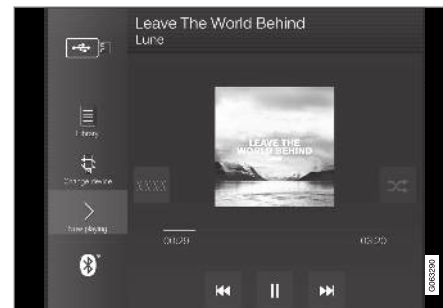 Leave The World Behind
Lune
Library
Change device
Now playing
LEAVE THE
WORLD BEHIND
XXXX
00:29
03:20
G063290